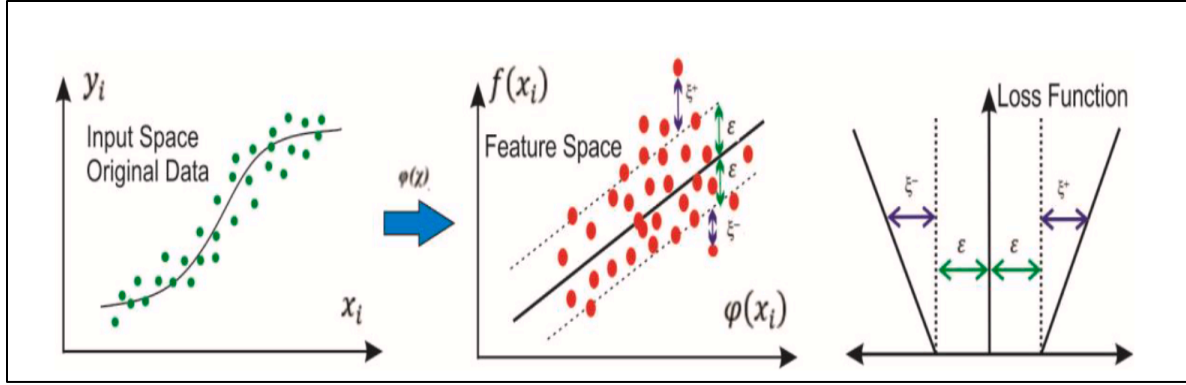 yᵢ
Input Space
Original Data
xᵢ
φ(χ)
f(xᵢ)
Feature Space
ξ⁺
ε
ε
ξ⁻
φ(xᵢ)
Loss Function
ξ⁻
ξ⁺
ε
ε